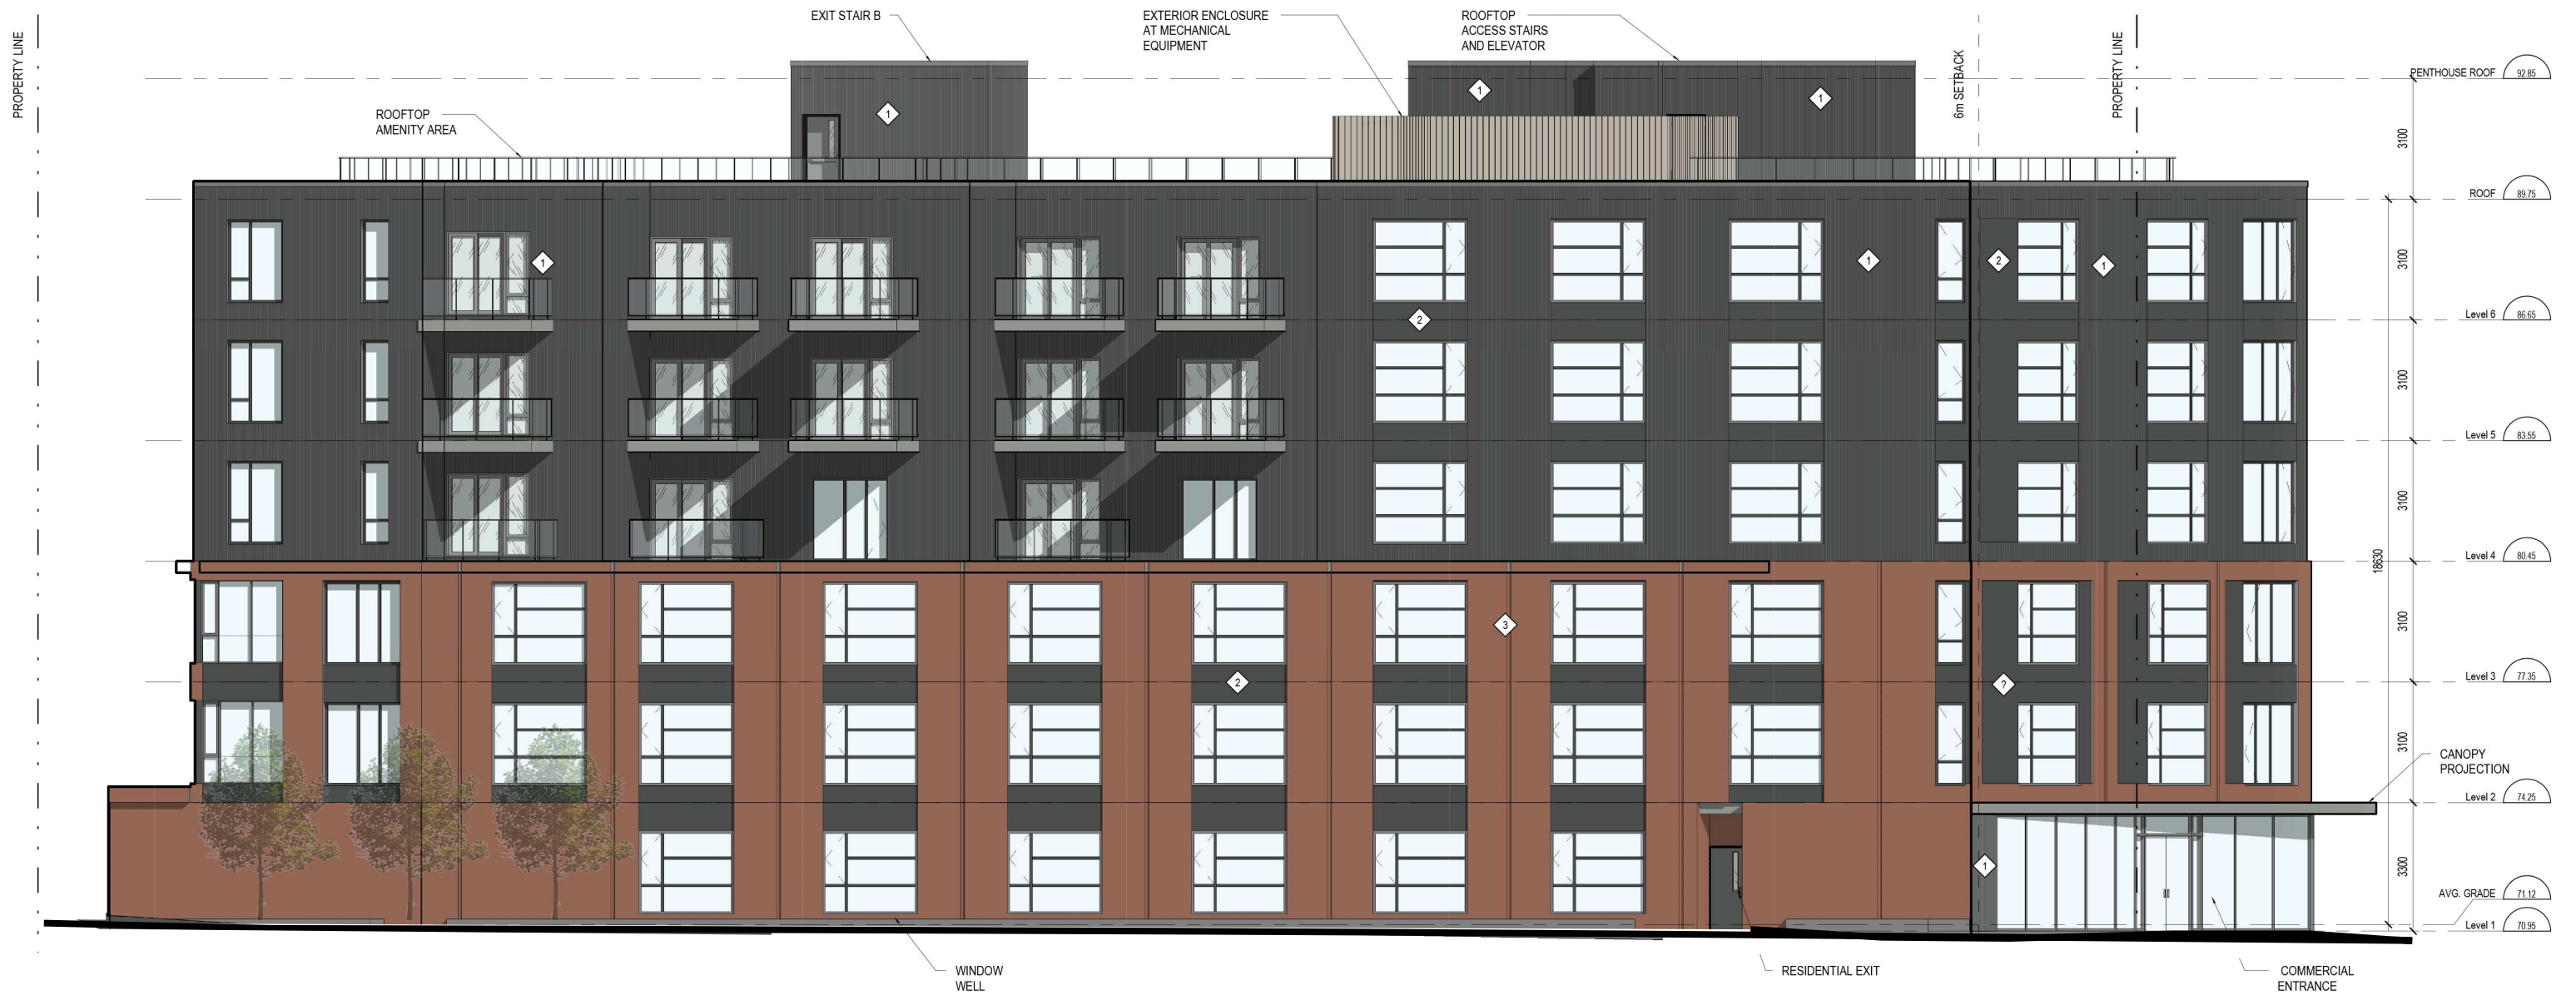 PROPERTY LINE
EXIT STAIR B
EXTERIOR ENCLOSURE
AT MECHANICAL
EQUIPMENT
ROOFTOP
ACCESS STAIRS
AND ELEVATOR
6m SETBACK
PROPERTY LINE
PENTHOUSE ROOF 92.85
ROOFTOP
AMENITY AREA
1
1
1
3100
ROOF 89.75
1
1
2
1
3100
2
Level 6 86.65
3100
Level 5 83.55
3100
Level 4 80.45
18630
3
3100
2
?
Level 3 77.35
3100
CANOPY
PROJECTION
Level 2 74.25
1
3300
AVG. GRADE 71.12
Level 1 70.95
WINDOW
WELL
RESIDENTIAL EXIT
COMMERCIAL
ENTRANCE